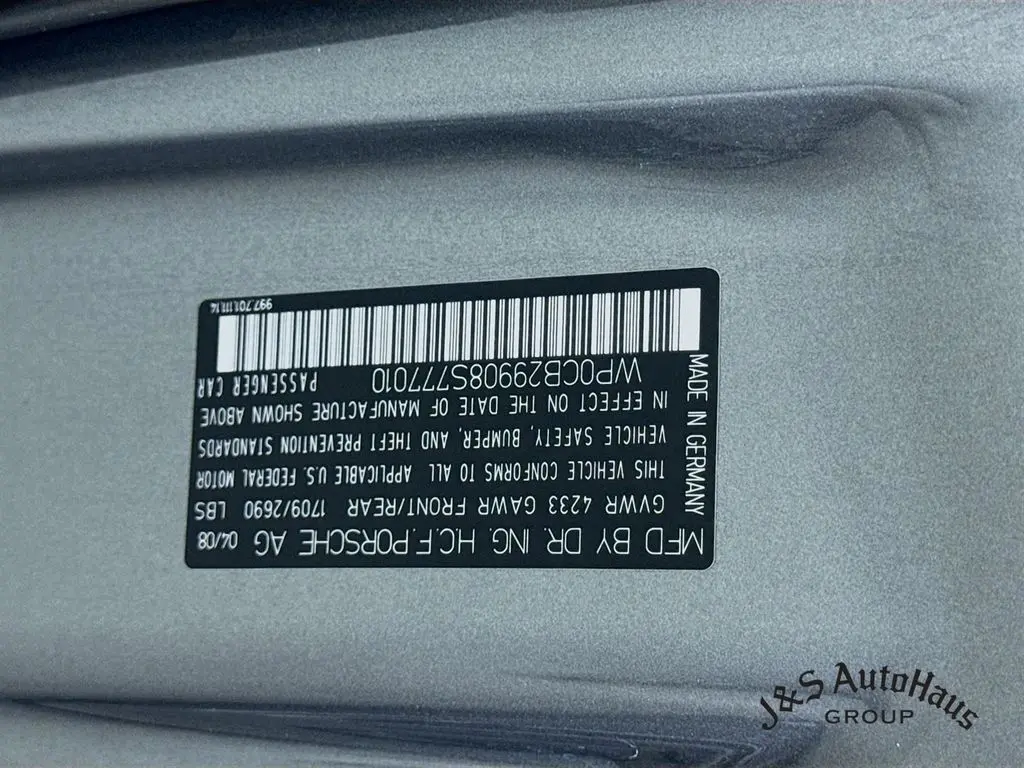 MFD BY DR. ING. H.C.F. PORSCHE AG 04/08
GVWR 4233 GAWR FRONT/REAR 1709/2690 LBS
THIS VEHICLE CONFORMS TO ALL APPLICABLE U.S. FEDERAL MOTOR
VEHICLE SAFETY, BUMPER, AND THEFT PREVENTION STANDARDS
IN EFFECT ON THE DATE OF MANUFACTURE SHOWN ABOVE
WP0CB29908S777010 PASSENGER CAR
997.701.111.14
MADE IN GERMANY
J&S AutoHaus
GROUP